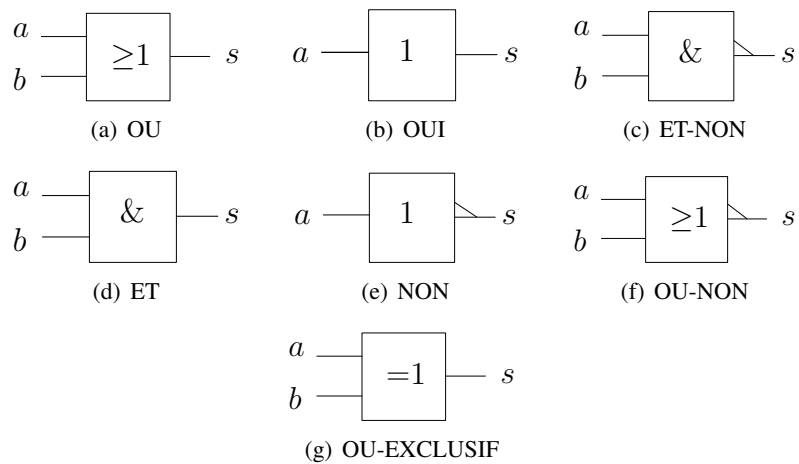 a
b
≥1
s
(a) OU
a
1
s
(b) OUI
a
b
&
s
(c) ET-NON
a
b
&
s
(d) ET
a
1
s
(e) NON
a
b
≥1
s
(f) OU-NON
a
b
=1
s
(g) OU-EXCLUSIF